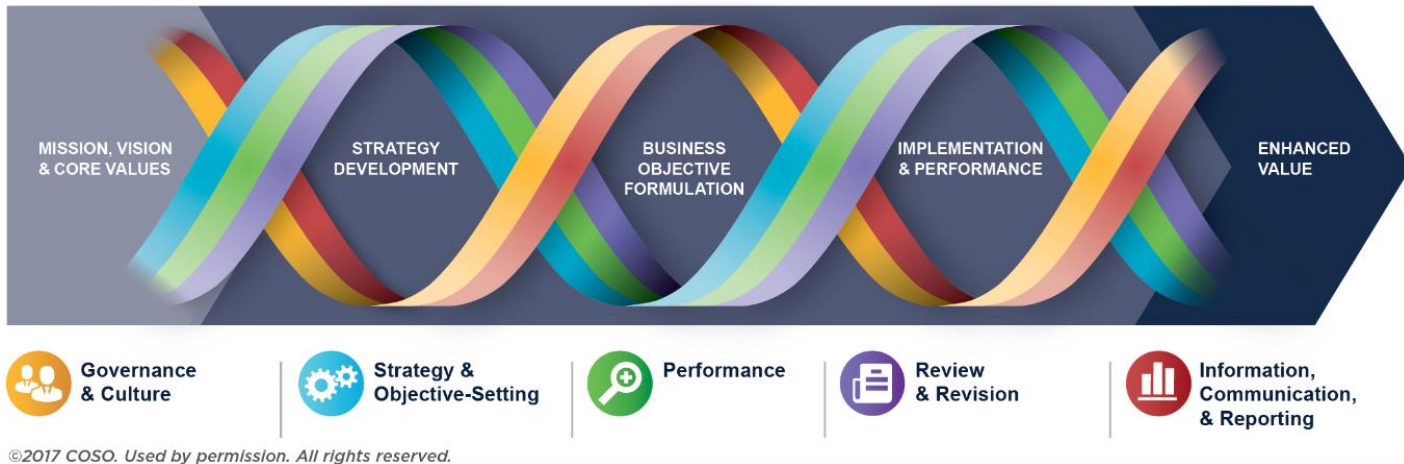 MISSION, VISION
& CORE VALUES
STRATEGY
DEVELOPMENT
BUSINESS
OBJECTIVE
FORMULATION
IMPLEMENTATION
& PERFORMANCE
ENHANCED
VALUE
Governance
& Culture
Strategy &
Objective-Setting
Performance
Review
& Revision
Information,
Communication,
& Reporting
©2017 COSO. Used by permission. All rights reserved.